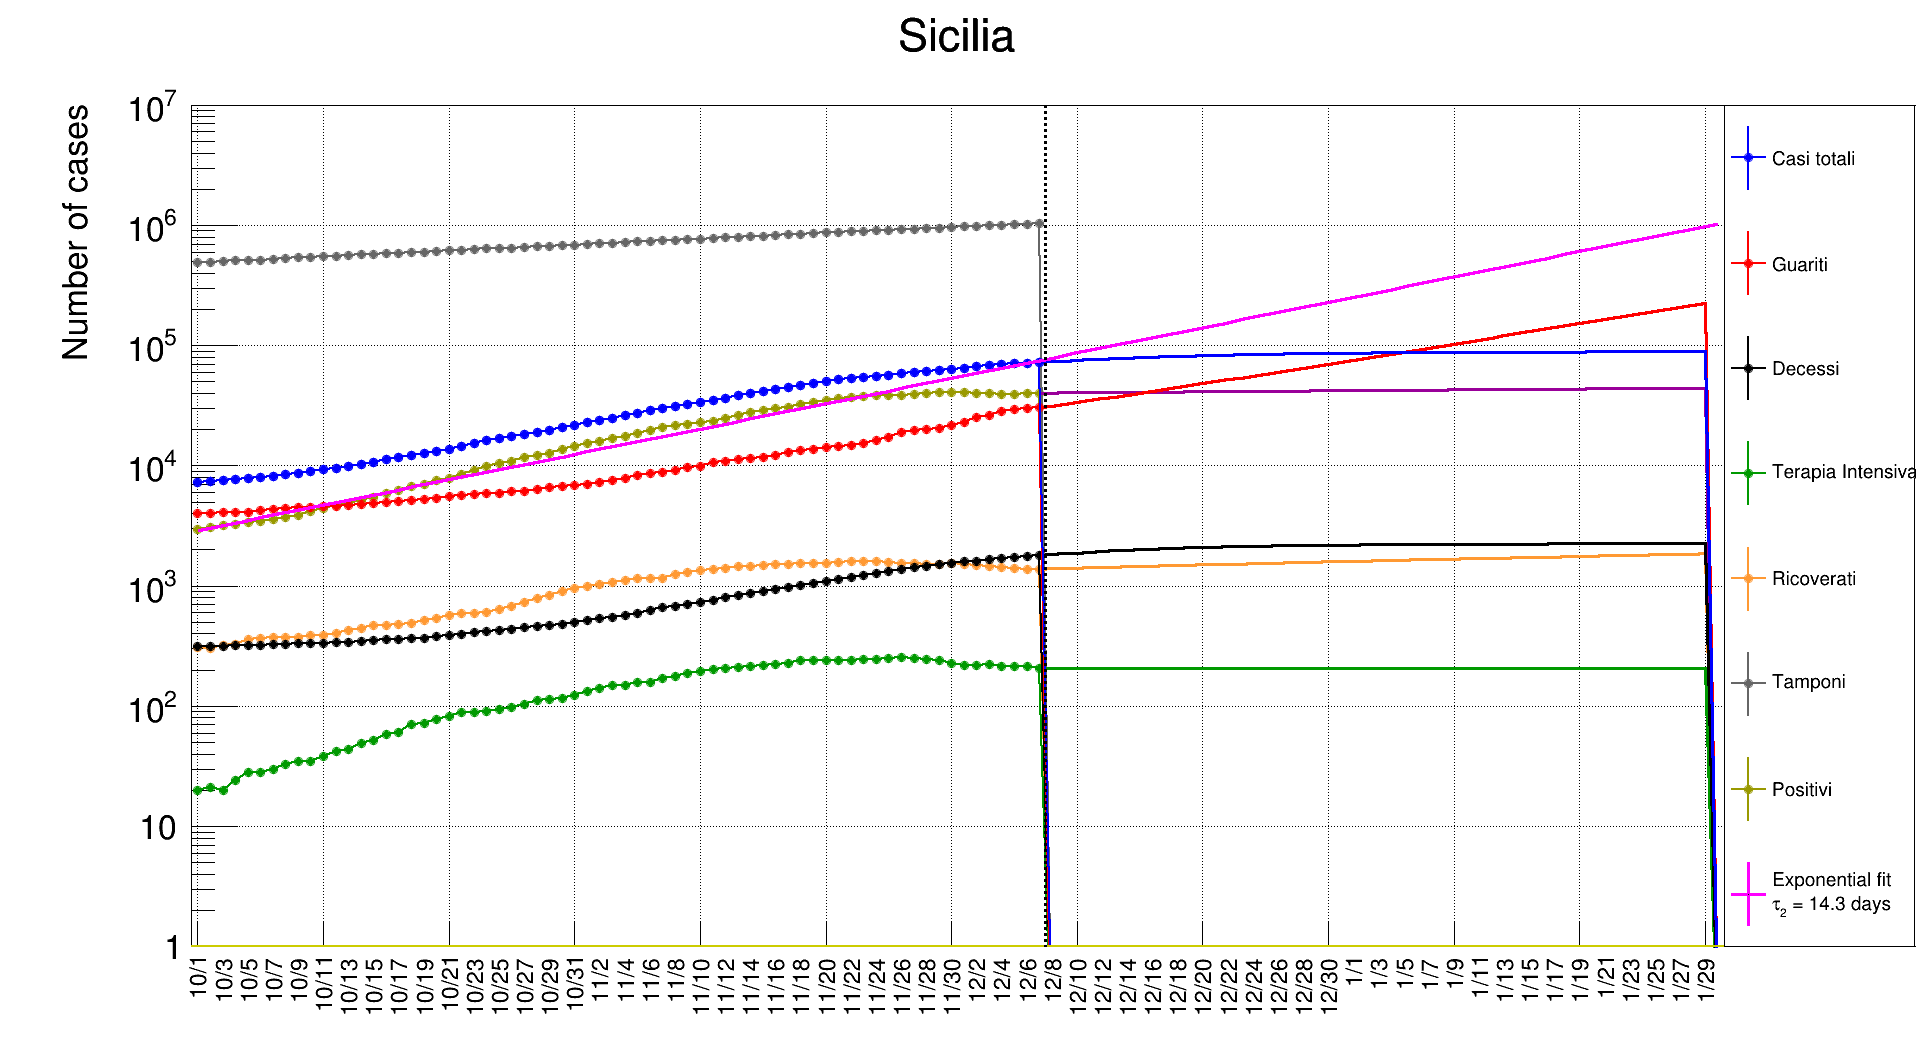 Sicilia
Number of cases
10^7
10^6
10^5
10^4
10^3
10^2
10
1
10/1 10/3 10/5 10/7 10/9 10/11 10/13 10/15 10/17 10/19 10/21 10/23 10/25 10/27 10/29 10/31 11/2 11/4 11/6 11/8 11/10 11/12 11/14 11/16 11/18 11/20 11/22 11/24 11/26 11/28 11/30 12/2 12/4 12/6 12/8 12/10 12/12 12/14 12/16 12/18 12/20 12/22 12/24 12/26 12/28 12/30 1/1 1/3 1/5 1/7 1/9 1/11 1/13 1/15 1/17 1/19 1/21 1/23 1/25 1/27 1/29
Casi totali
Guariti
Decessi
Terapia Intensiva
Ricoverati
Tamponi
Positivi
Exponential fit
τ₂ = 14.3 days